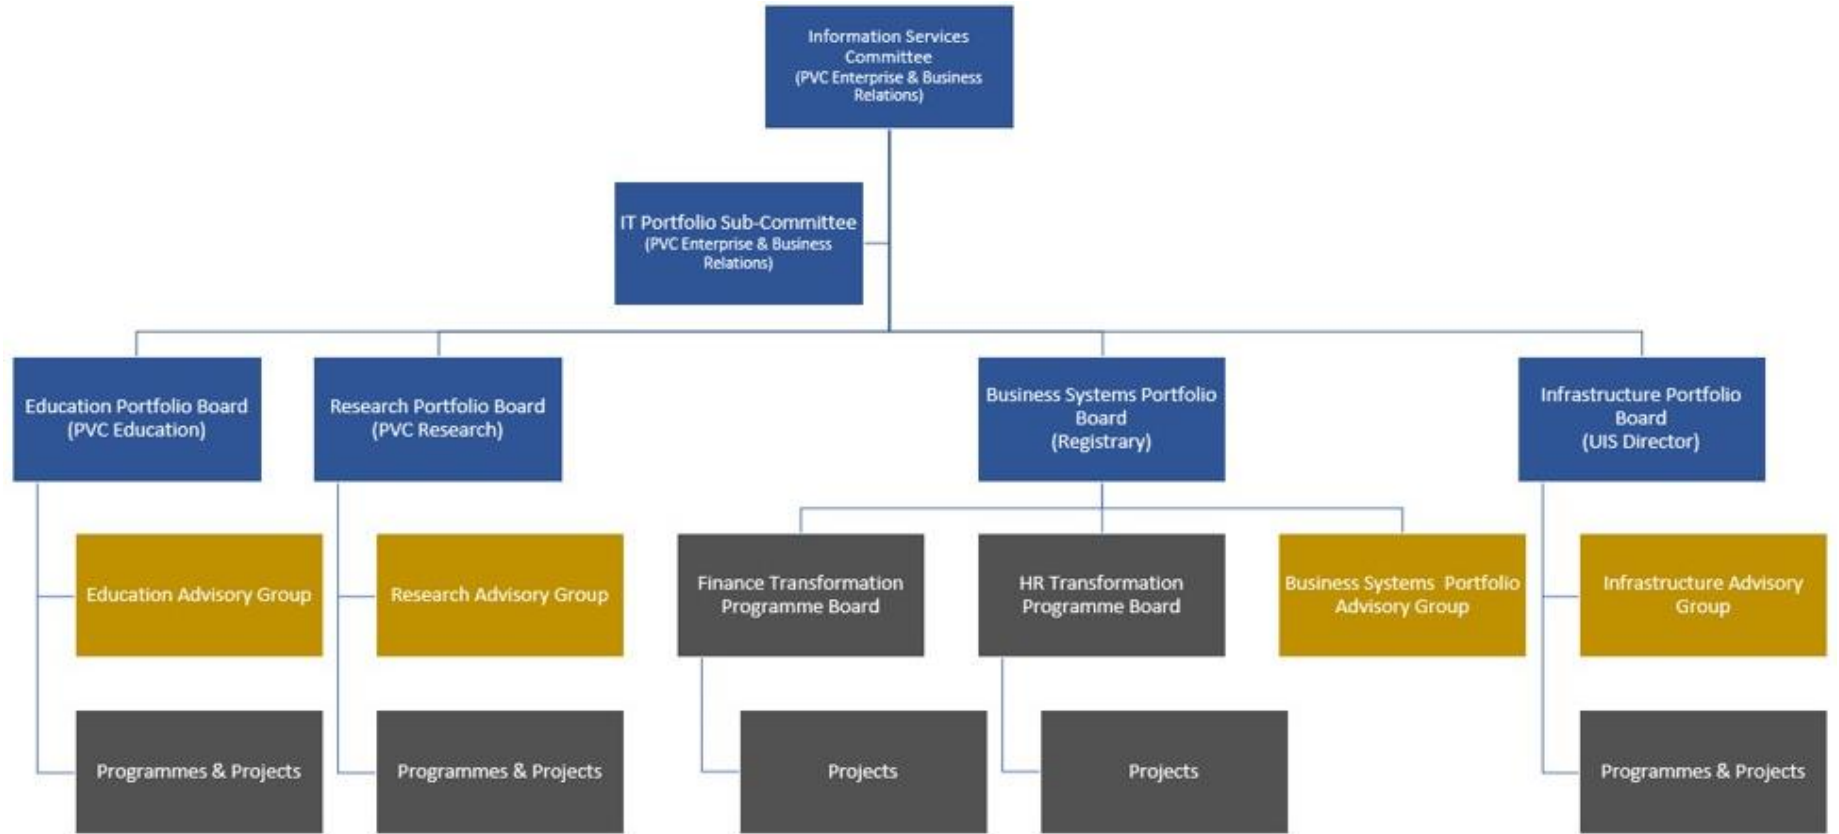 Information Services
Committee
(PVC Enterprise & Business
Relations)
IT Portfolio Sub-Committee
(PVC Enterprise & Business
Relations)
Education Portfolio Board
(PVC Education)
Research Portfolio Board
(PVC Research)
Business Systems Portfolio
Board
(Registrary)
Infrastructure Portfolio
Board
(UIS Director)
Education Advisory Group
Research Advisory Group
Finance Transformation
Programme Board
HR Transformation
Programme Board
Business Systems  Portfolio
Advisory Group
Infrastructure Advisory
Group
Programmes & Projects
Programmes & Projects
Projects
Projects
Programmes & Projects